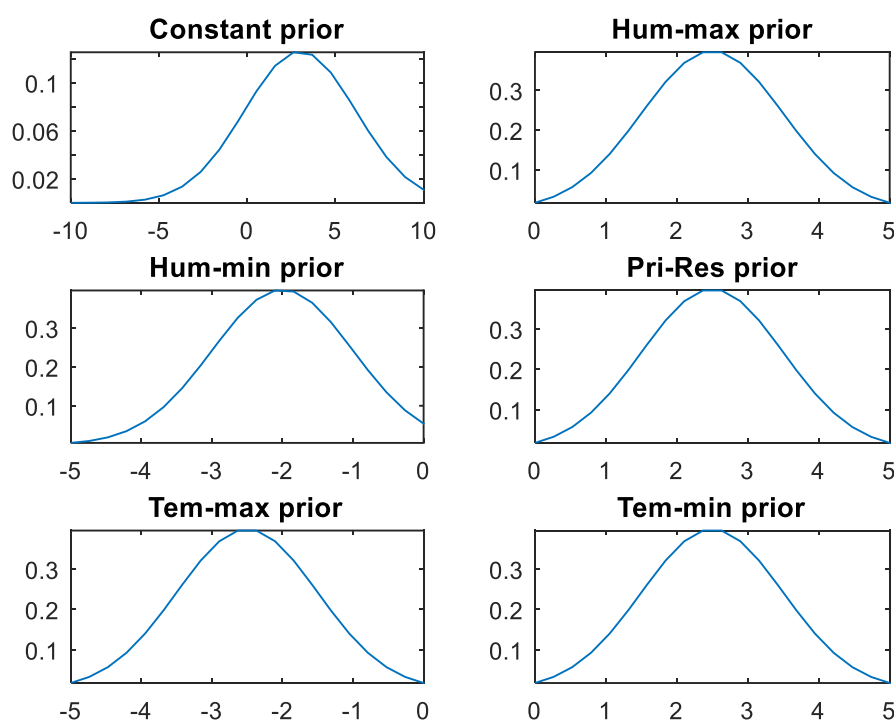 Constant prior
0.1
0.06
0.02
-10 -5 0 5 10
Hum-max prior
0.3
0.2
0.1
0 1 2 3 4 5
Hum-min prior
0.3
0.2
0.1
-5 -4 -3 -2 -1 0
Pri-Res prior
0.3
0.2
0.1
0 1 2 3 4 5
Tem-max prior
0.3
0.2
0.1
-5 -4 -3 -2 -1 0
Tem-min prior
0.3
0.2
0.1
0 1 2 3 4 5